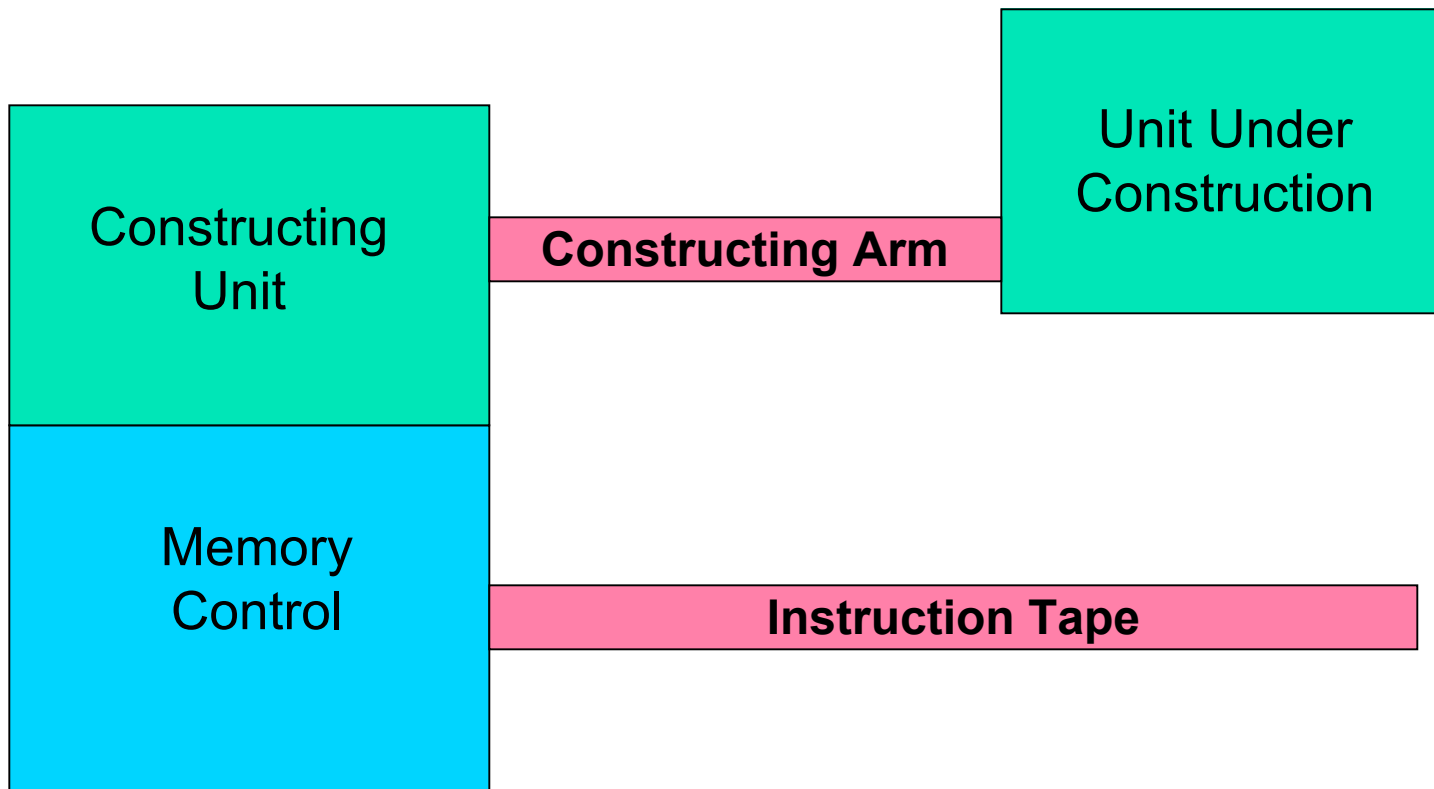 Unit Under
Construction
Constructing
Unit
Constructing Arm
Memory
Control
Instruction Tape